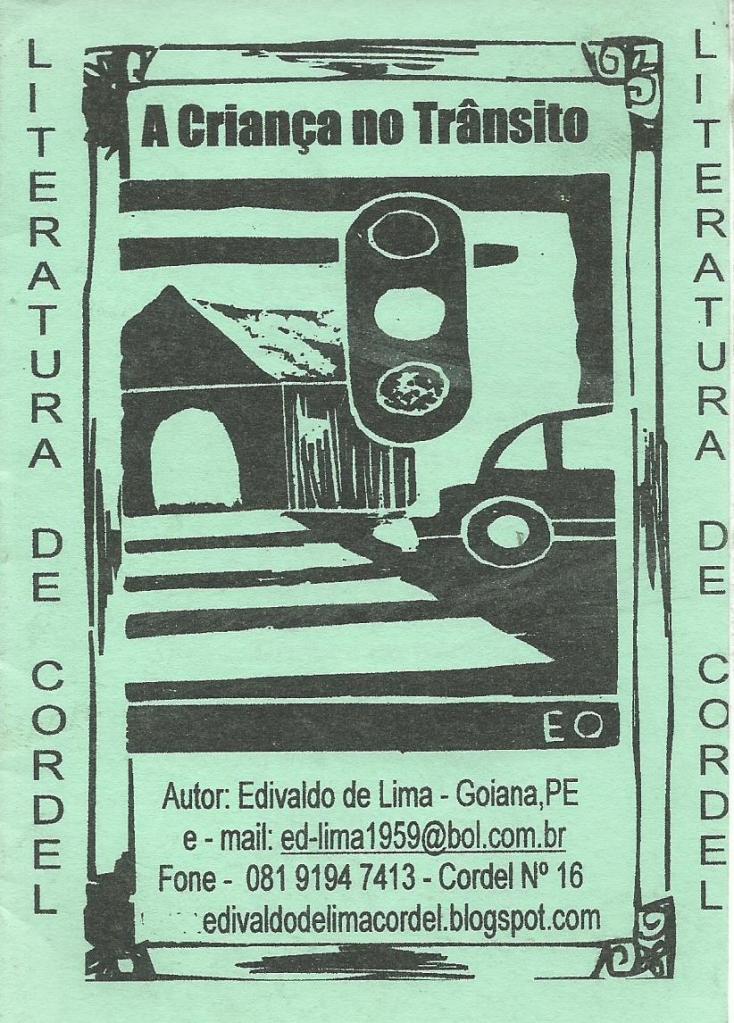 LITERATURA DE CORDEL
A Criança no Trânsito
EO
Autor: Edivaldo de Lima - Goiana,PE
e - mail: ed-lima1959@bol.com.br
Fone - 081 9194 7413 - Cordel Nº 16
edivaldodelimacordel.blogspot.com
LITERATURA DE CORDEL